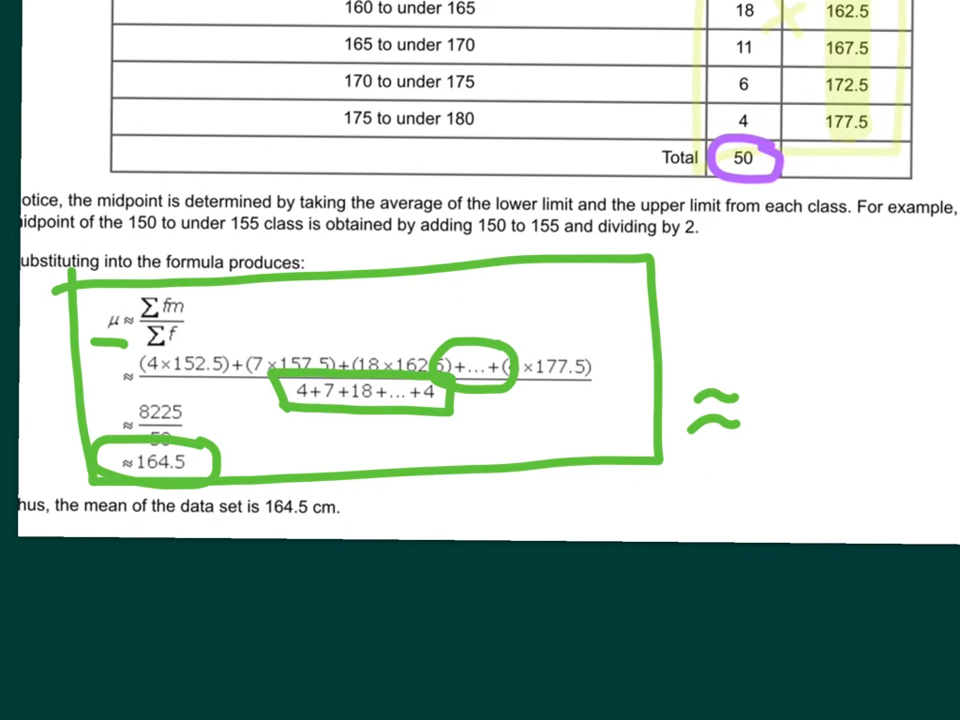 160 to under 165 18 162.5
165 to under 170 11 167.5
170 to under 175 6 172.5
175 to under 180 4 177.5
Total 50
otice, the midpoint is determined by taking the average of the lower limit and the upper limit from each class. For example,
idpoint of the 150 to under 155 class is obtained by adding 150 to 155 and dividing by 2.
ubstituting into the formula produces:
μ ≈ ∑fm
∑f
≈ (4×152.5)+(7×157.5)+(18×162.5)+...+( ×177.5)
4+7+18+...+4
≈ 8225
50
≈ 164.5
≈
hus, the mean of the data set is 164.5 cm.